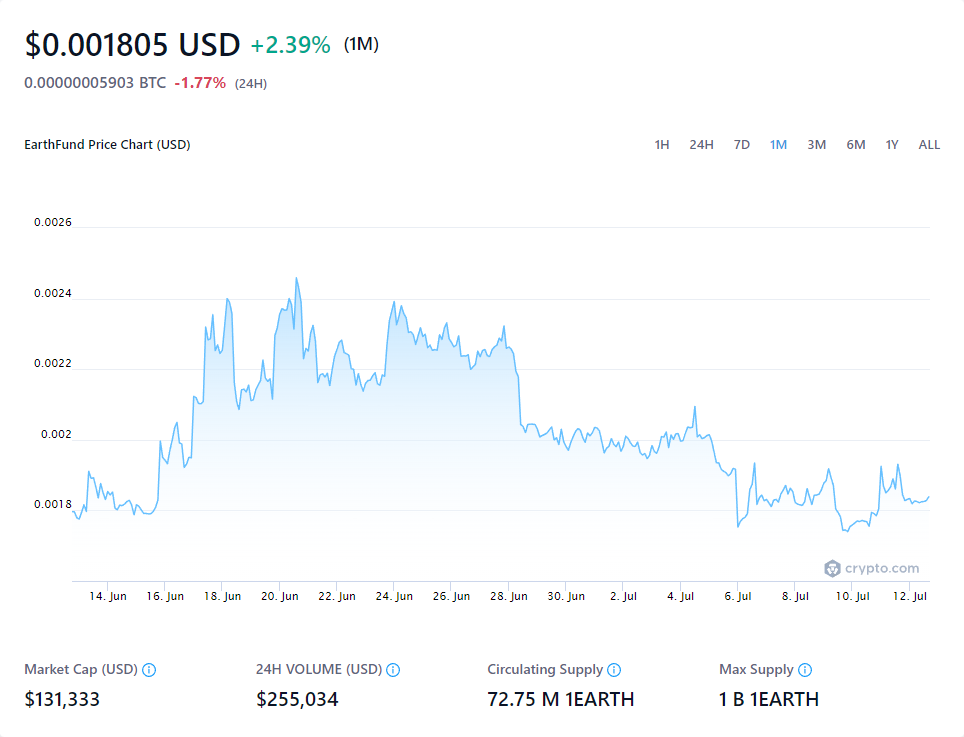 $0.001805 USD +2.39% (1M)
0.00000005903 BTC -1.77% (24H)
EarthFund Price Chart (USD) 1H 24H 7D 1M 3M 6M 1Y ALL
0.0026
0.0024
0.0022
0.002
0.0018
crypto.com
14. Jun 16. Jun 18. Jun 20. Jun 22. Jun 24. Jun 26. Jun 28. Jun 30. Jun 2. Jul 4. Jul 6. Jul 8. Jul 10. Jul 12. Jul
Market Cap (USD) 24H VOLUME (USD) Circulating Supply Max Supply
$131,333 $255,034 72.75 M 1EARTH 1 B 1EARTH